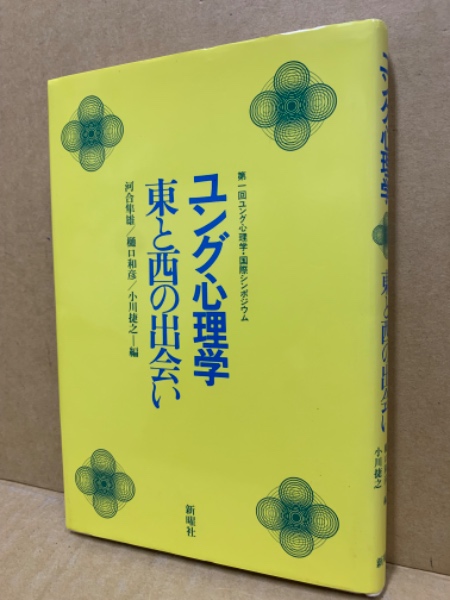 第一回ユング心理学・国際シンポジウム
ユング心理学
東と西の出会い
河合隼雄/樋口和彦/小川捷之―編
新曜社
ユング心理学
東と西の出会い
小川捷之